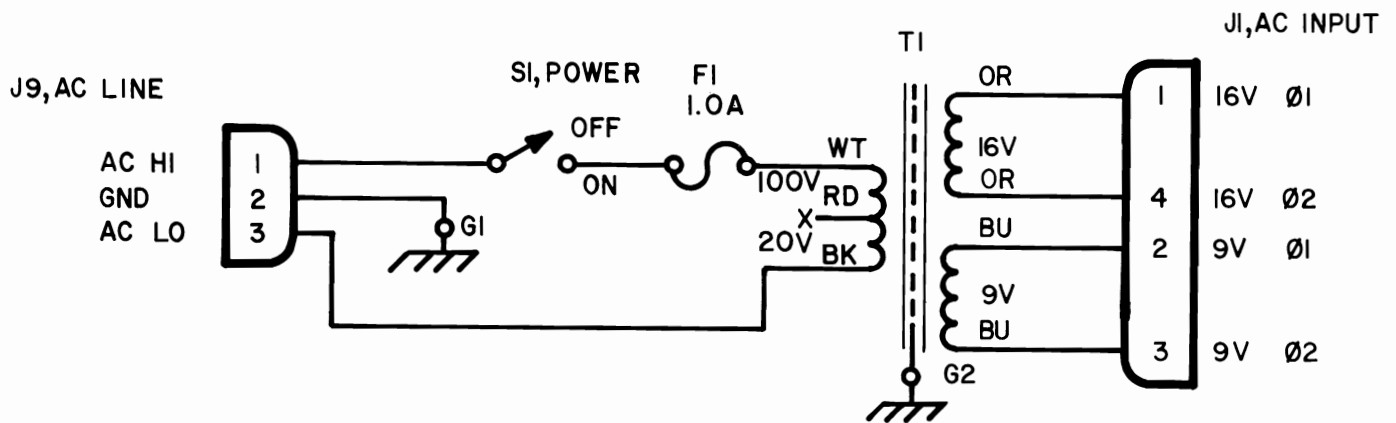 J1, AC INPUT
T1
S1, POWER
F1
1.0A
J9, AC LINE
OFF
ON
AC HI
GND
AC LO
1
2
3
G1
WT
100V
RD
X
20V
BK
OR
16V
OR
BU
9V
BU
G2
1 16V Ø1
4 16V Ø2
2 9V Ø1
3 9V Ø2